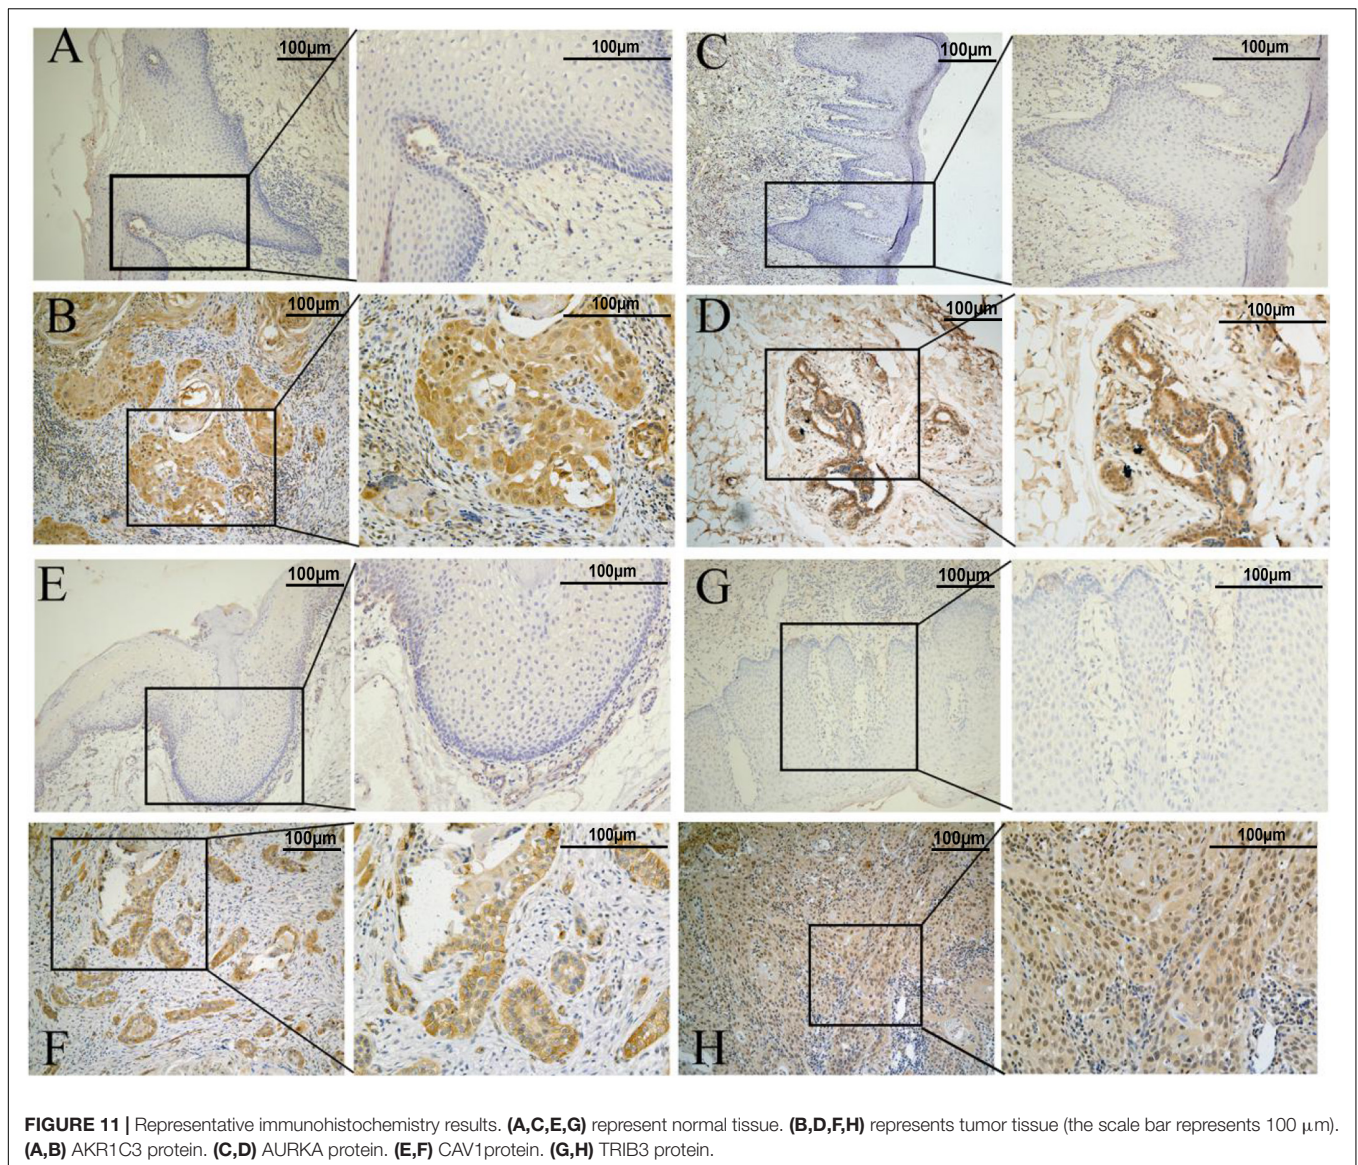 A
100μm
100μm
C
100μm
100μm
B
100μm
100μm
D
100μm
100μm
E
100μm
100μm
G
100μm
100μm
F
100μm
100μm
H
100μm
100μm
FIGURE 11 | Representative immunohistochemistry results. (A,C,E,G) represent normal tissue. (B,D,F,H) represents tumor tissue (the scale bar represents 100 μm).
(A,B) AKR1C3 protein. (C,D) AURKA protein. (E,F) CAV1protein. (G,H) TRIB3 protein.